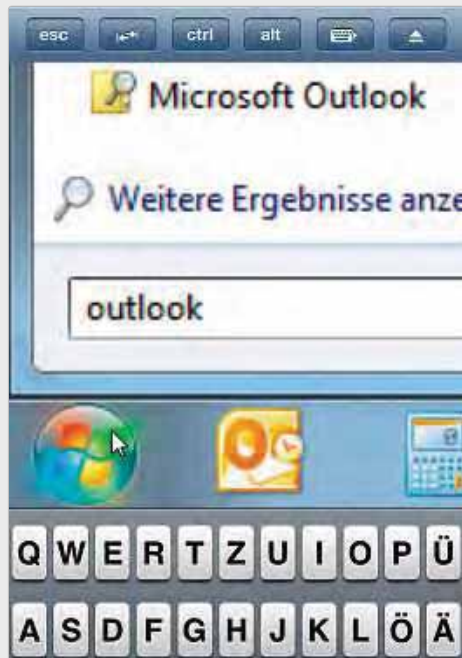 esc ctrl alt
Microsoft Outlook
Weitere Ergebnisse anze
outlook
Q W E R T Z U I O P Ü
A S D F G H J K L Ö Ä